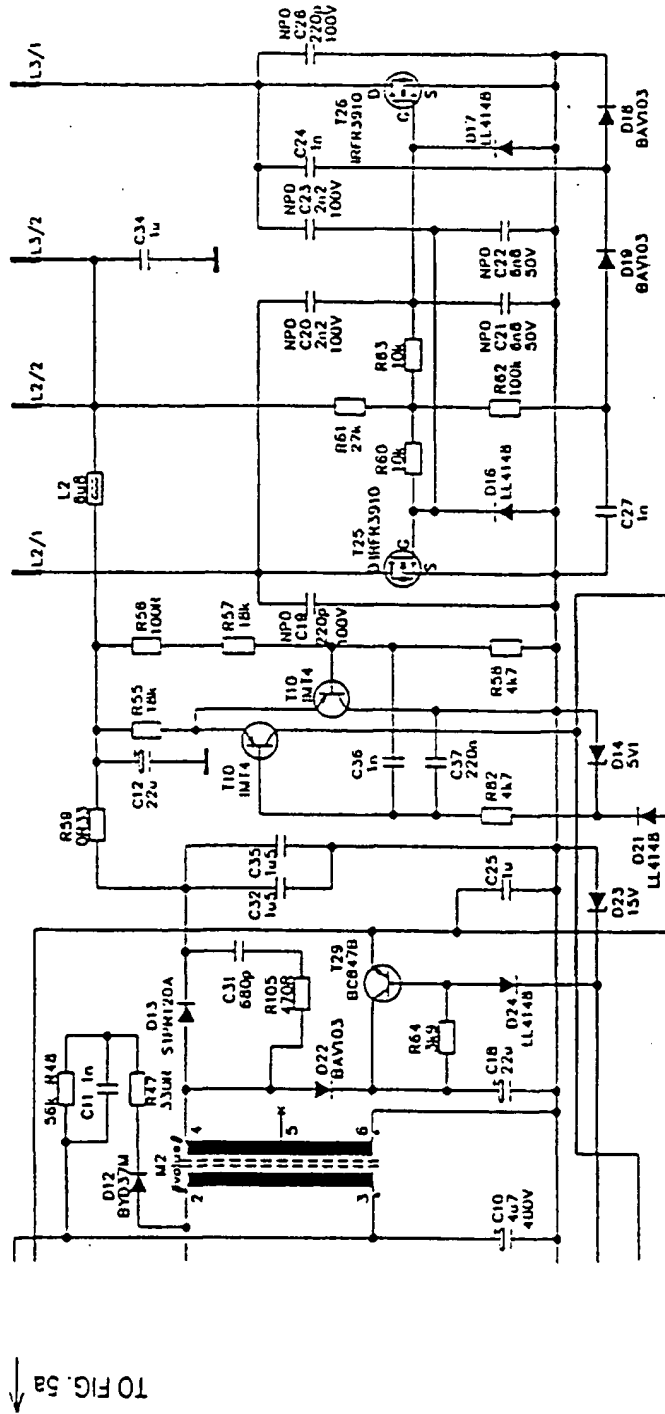 L3/1
L3/2
L2/2
L2/1
NPO
C26
220p
100V
C34
1u
L2
6u8
R59
0R33
C12
22u
R55
18k
R56
100R
R57
18k
NPO
C19
220p
100V
T10
IMT4
T10
IMT4
C36
1n
C37
220n
R58
4k7
R82
4k7
D14
5V1
D21
LL4148
D23
15V
T25
IRFR3910
D
G
S
R60
10k
R61
27k
R63
10k
R62
100k
D16
LL4148
C27
1n
NPO
C20
2n2
100V
NPO
C21
6n8
50V
NPO
C22
6n8
50V
NPO
C23
2n2
100V
C24
1n
T26
IRFR3910
D
G
S
D17
LL4148
D18
BAV103
D19
BAV103
C32
1u5
C35
1u5
C25
1u
T29
BC847B
D24
LL4148
R64
3k9
C18
22u
D22
BAV103
R105
470R
C31
680p
D13
56k R48
C11 1n
R47
330R
D12
BYD37M
M2
/value/
2
3
4
5
6
C10
4u7
400V
TO FIG. 5a